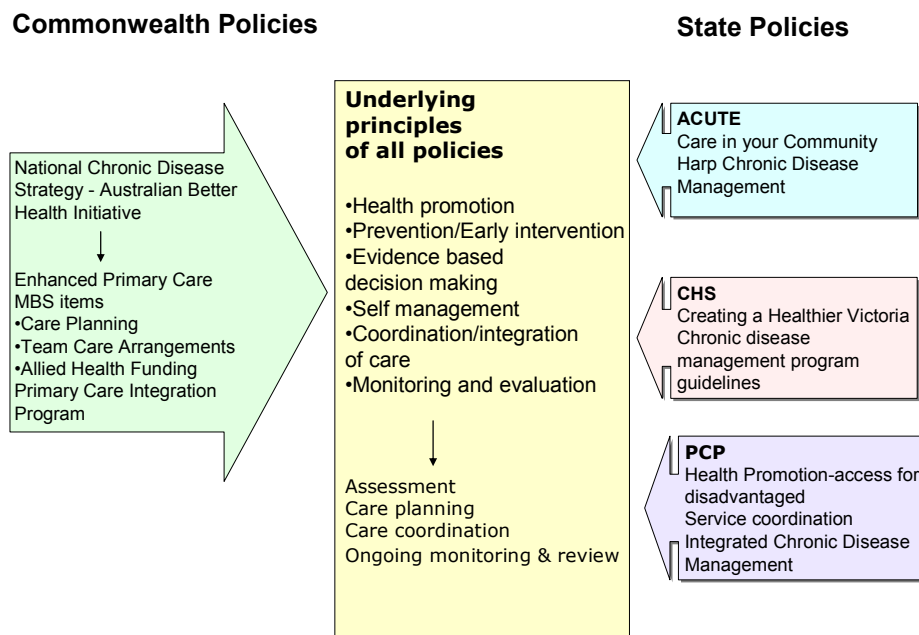 Commonwealth Policies
State Policies
National Chronic Disease
Strategy - Australian Better
Health Initiative
Enhanced Primary Care
MBS items
•Care Planning
•Team Care Arrangements
•Allied Health Funding
Primary Care Integration
Program
Underlying
principles
of all policies
•Health promotion
•Prevention/Early intervention
•Evidence based
decision making
•Self management
•Coordination/integration
of care
•Monitoring and evaluation
Assessment
Care planning
Care coordination
Ongoing monitoring & review
ACUTE
Care in your Community
Harp Chronic Disease
Management
CHS
Creating a Healthier Victoria
Chronic disease
management program
guidelines
PCP
Health Promotion-access for
disadvantaged
Service coordination
Integrated Chronic Disease
Management